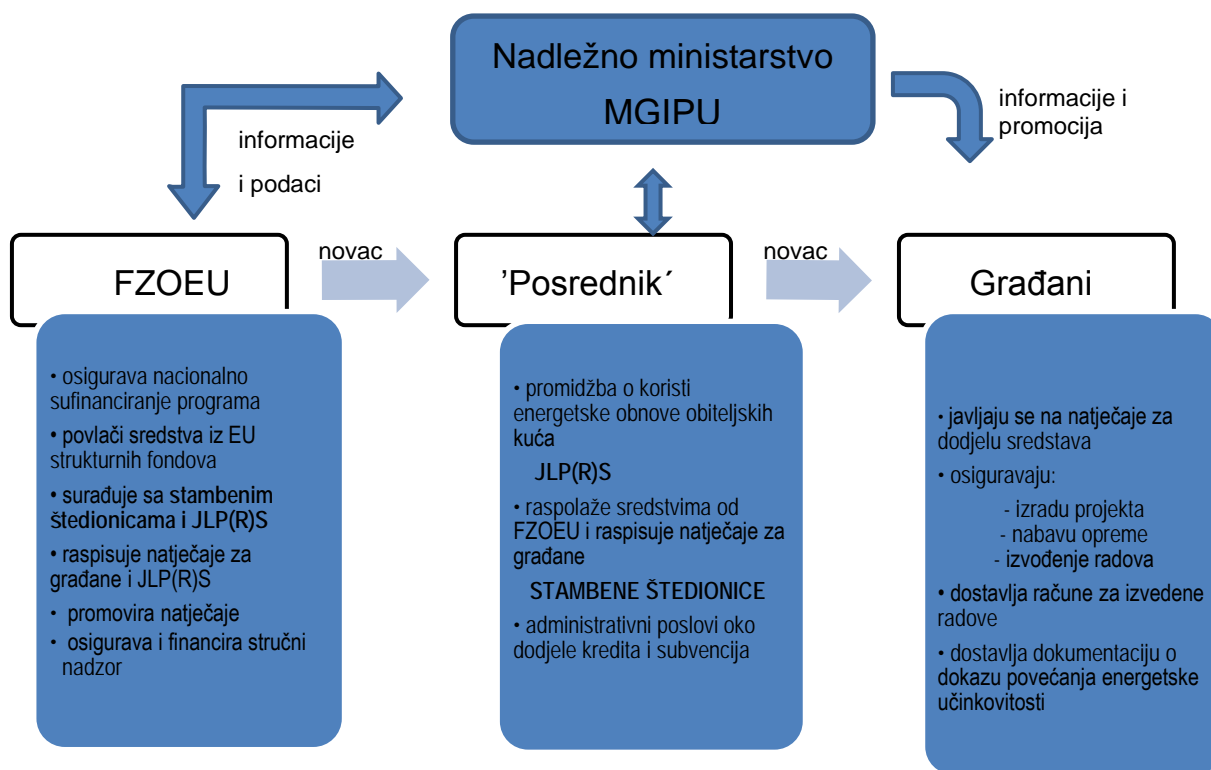 Nadležno ministarstvo
MGIPU
informacije
i podaci
informacije i
promocija
novac
novac
FZOEU
• osigurava nacionalno
sufinanciranje programa
• povlači sredstva iz EU
strukturnih fondova
• surađuje sa stambenim
štedionicama i JLP(R)S
• raspisuje natječaje za
građane i JLP(R)S
• promovira natječaje
• osigurava i financira stručni
nadzor
’Posrednik´
• promidžba o koristi
energetske obnove obiteljskih
kuća
JLP(R)S
• raspolaže sredstvima od
FZOEU i raspisuje natječaje za
građane
STAMBENE ŠTEDIONICE
• administrativni poslovi oko
dodjele kredita i subvencija
Građani
• javljaju se na natječaje za
dodjelu sredstava
• osiguravaju:
- izradu projekta
- nabavu opreme
- izvođenje radova
• dostavlja račune za izvedene
radove
• dostavlja dokumentaciju o
dokazu povećanja energetske
učinkovitosti